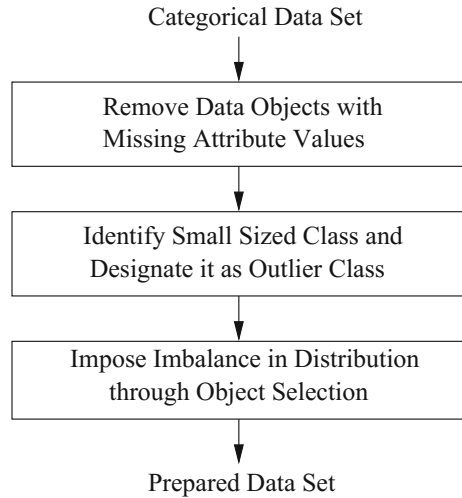 Categorical Data Set
Remove Data Objects with
Missing Attribute Values
Identify Small Sized Class and
Designate it as Outlier Class
Impose Imbalance in Distribution
through Object Selection
Prepared Data Set